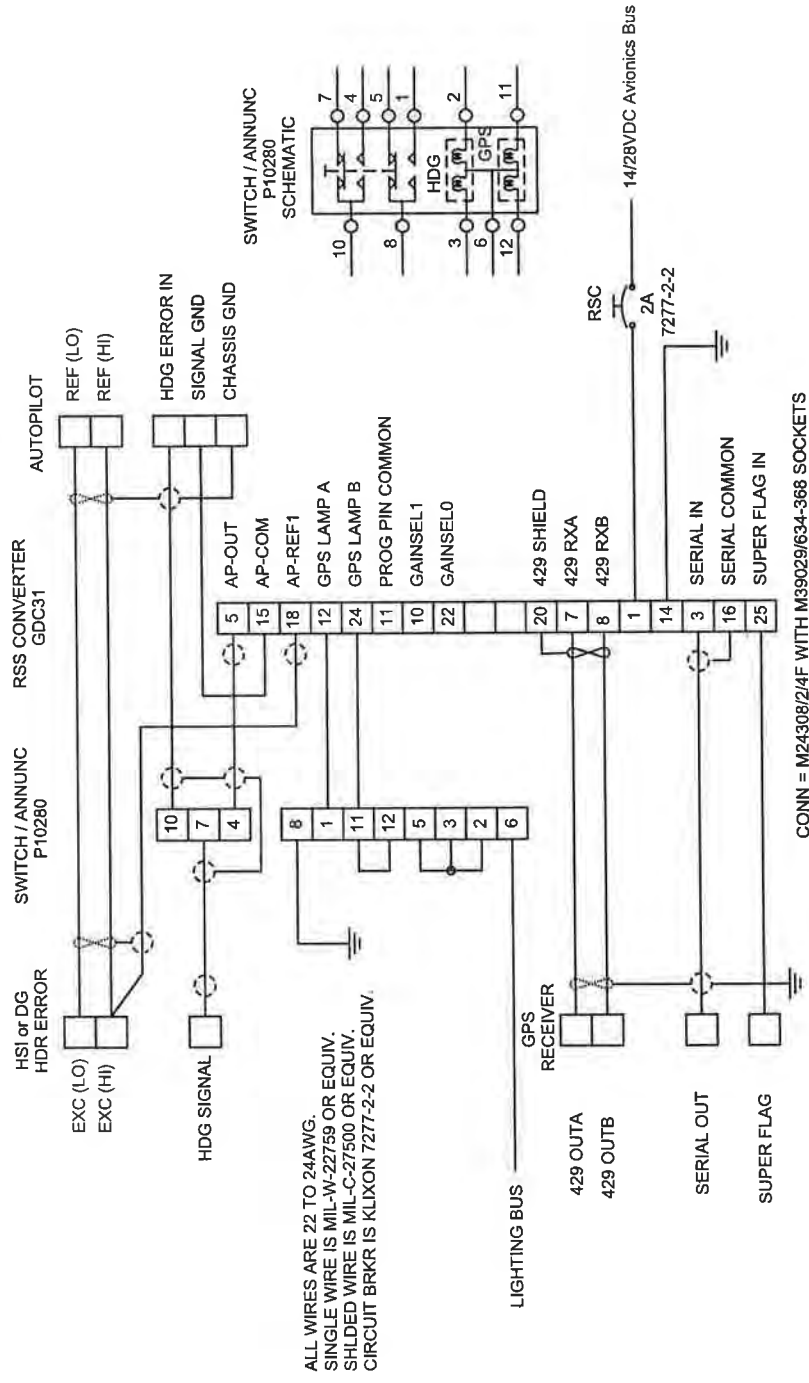 HSI or DG
HDR ERROR
EXC (LO)
EXC (HI)
HDG SIGNAL
SWITCH / ANNUNC
P10280
10
7
4
RSS CONVERTER
GDC31
AUTOPILOT
REF (LO)
REF (HI)
HDG ERROR IN
SIGNAL GND
CHASSIS GND
SWITCH / ANNUNC
P10280
SCHEMATIC
10
8
3
6
12
7
4
5
1
2
11
HDG
GPS
ALL WIRES ARE 22 TO 24AWG.
SINGLE WIRE IS MIL-W-22759 OR EQUIV.
SHLDED WIRE IS MIL-C-27500 OR EQUIV.
CIRCUIT BRKR IS KLIXON 7277-2-2 OR EQUIV.
8
1
11
12
5
3
2
6
LIGHTING BUS
5 AP-OUT
15 AP-COM
18 AP-REF1
12 GPS LAMP A
24 GPS LAMP B
11 PROG PIN COMMON
10 GAINSEL1
22 GAINSEL0
20 429 SHIELD
7 429 RXA
8 429 RXB
1
14
3 SERIAL IN
16 SERIAL COMMON
25 SUPER FLAG IN
RSC
2A
7277-2-2
14/28VDC Avionics Bus
GPS
RECEIVER
429 OUTA
429 OUTB
SERIAL OUT
SUPER FLAG
CONN = M24308/2/4F WITH M39029/634-368 SOCKETS